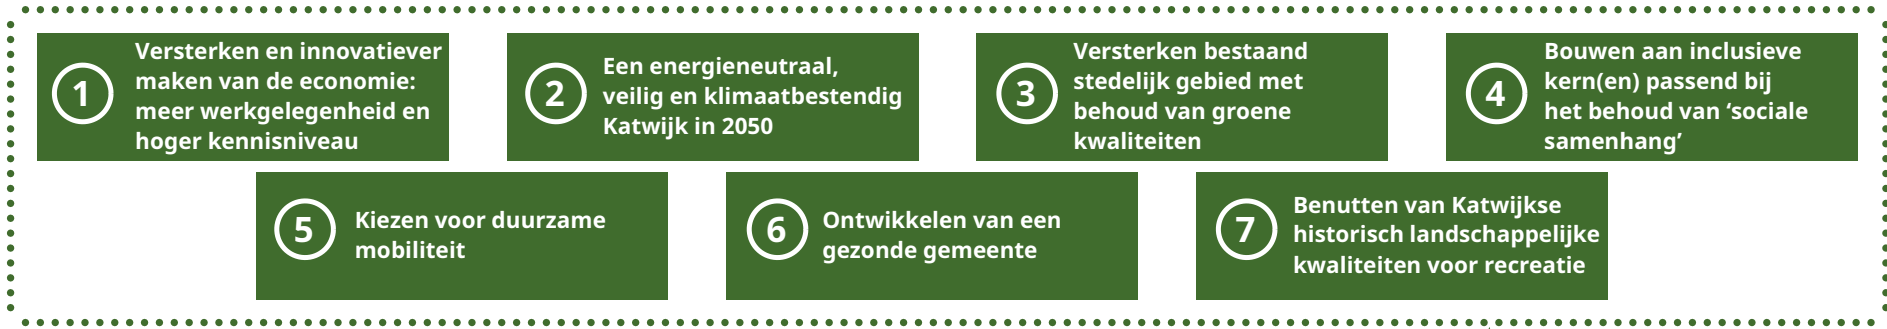 1
Versterken en innovatiever
maken van de economie:
meer werkgelegenheid en
hoger kennisniveau
2
Een energieneutraal,
veilig en klimaatbestendig
Katwijk in 2050
3
Versterken bestaand
stedelijk gebied met
behoud van groene
kwaliteiten
4
Bouwen aan inclusieve
kern(en) passend bij
het behoud van ‘sociale
samenhang’
5
Kiezen voor duurzame
mobiliteit
6
Ontwikkelen van een
gezonde gemeente
7
Benutten van Katwijkse
historisch landschappelijke
kwaliteiten voor recreatie